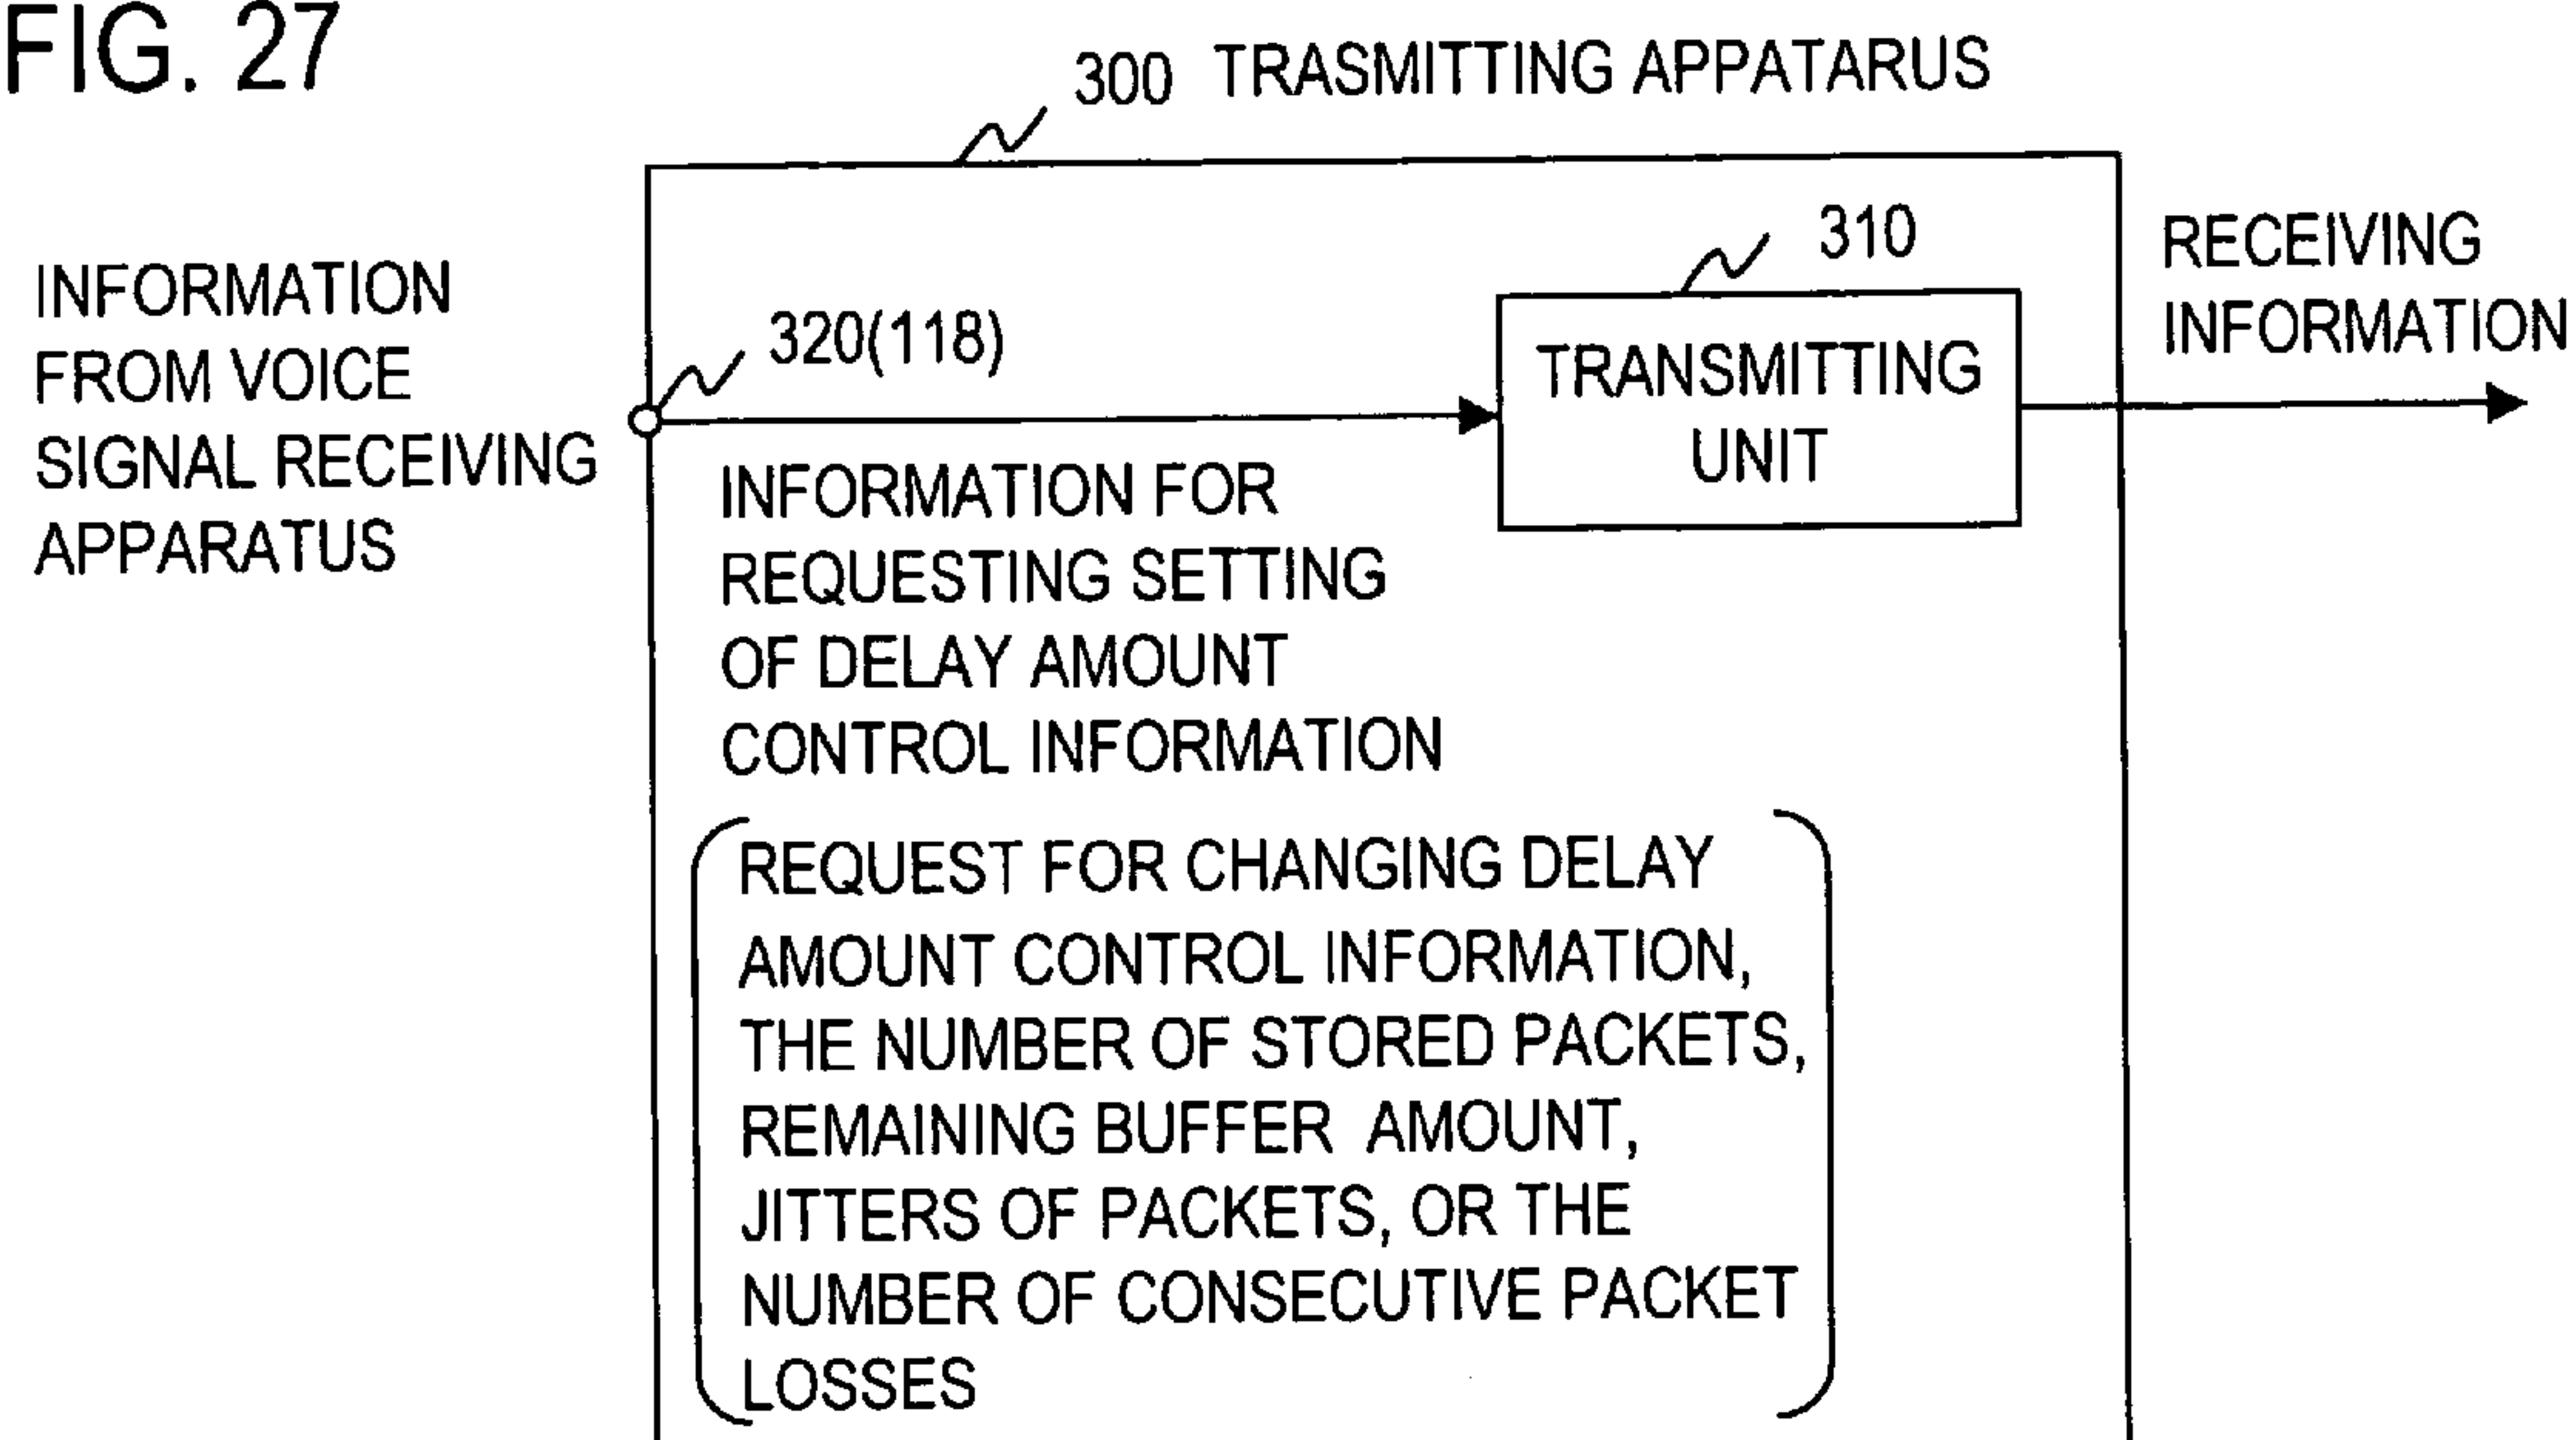 FIG. 27
300 TRASMITTING APPATARUS
INFORMATION
FROM VOICE
SIGNAL RECEIVING
APPARATUS
320(118)
310
TRANSMITTING
UNIT
RECEIVING
INFORMATION
INFORMATION FOR
REQUESTING SETTING
OF DELAY AMOUNT
CONTROL INFORMATION
REQUEST FOR CHANGING DELAY
AMOUNT CONTROL INFORMATION,
THE NUMBER OF STORED PACKETS,
REMAINING BUFFER AMOUNT,
JITTERS OF PACKETS, OR THE
NUMBER OF CONSECUTIVE PACKET
LOSSES